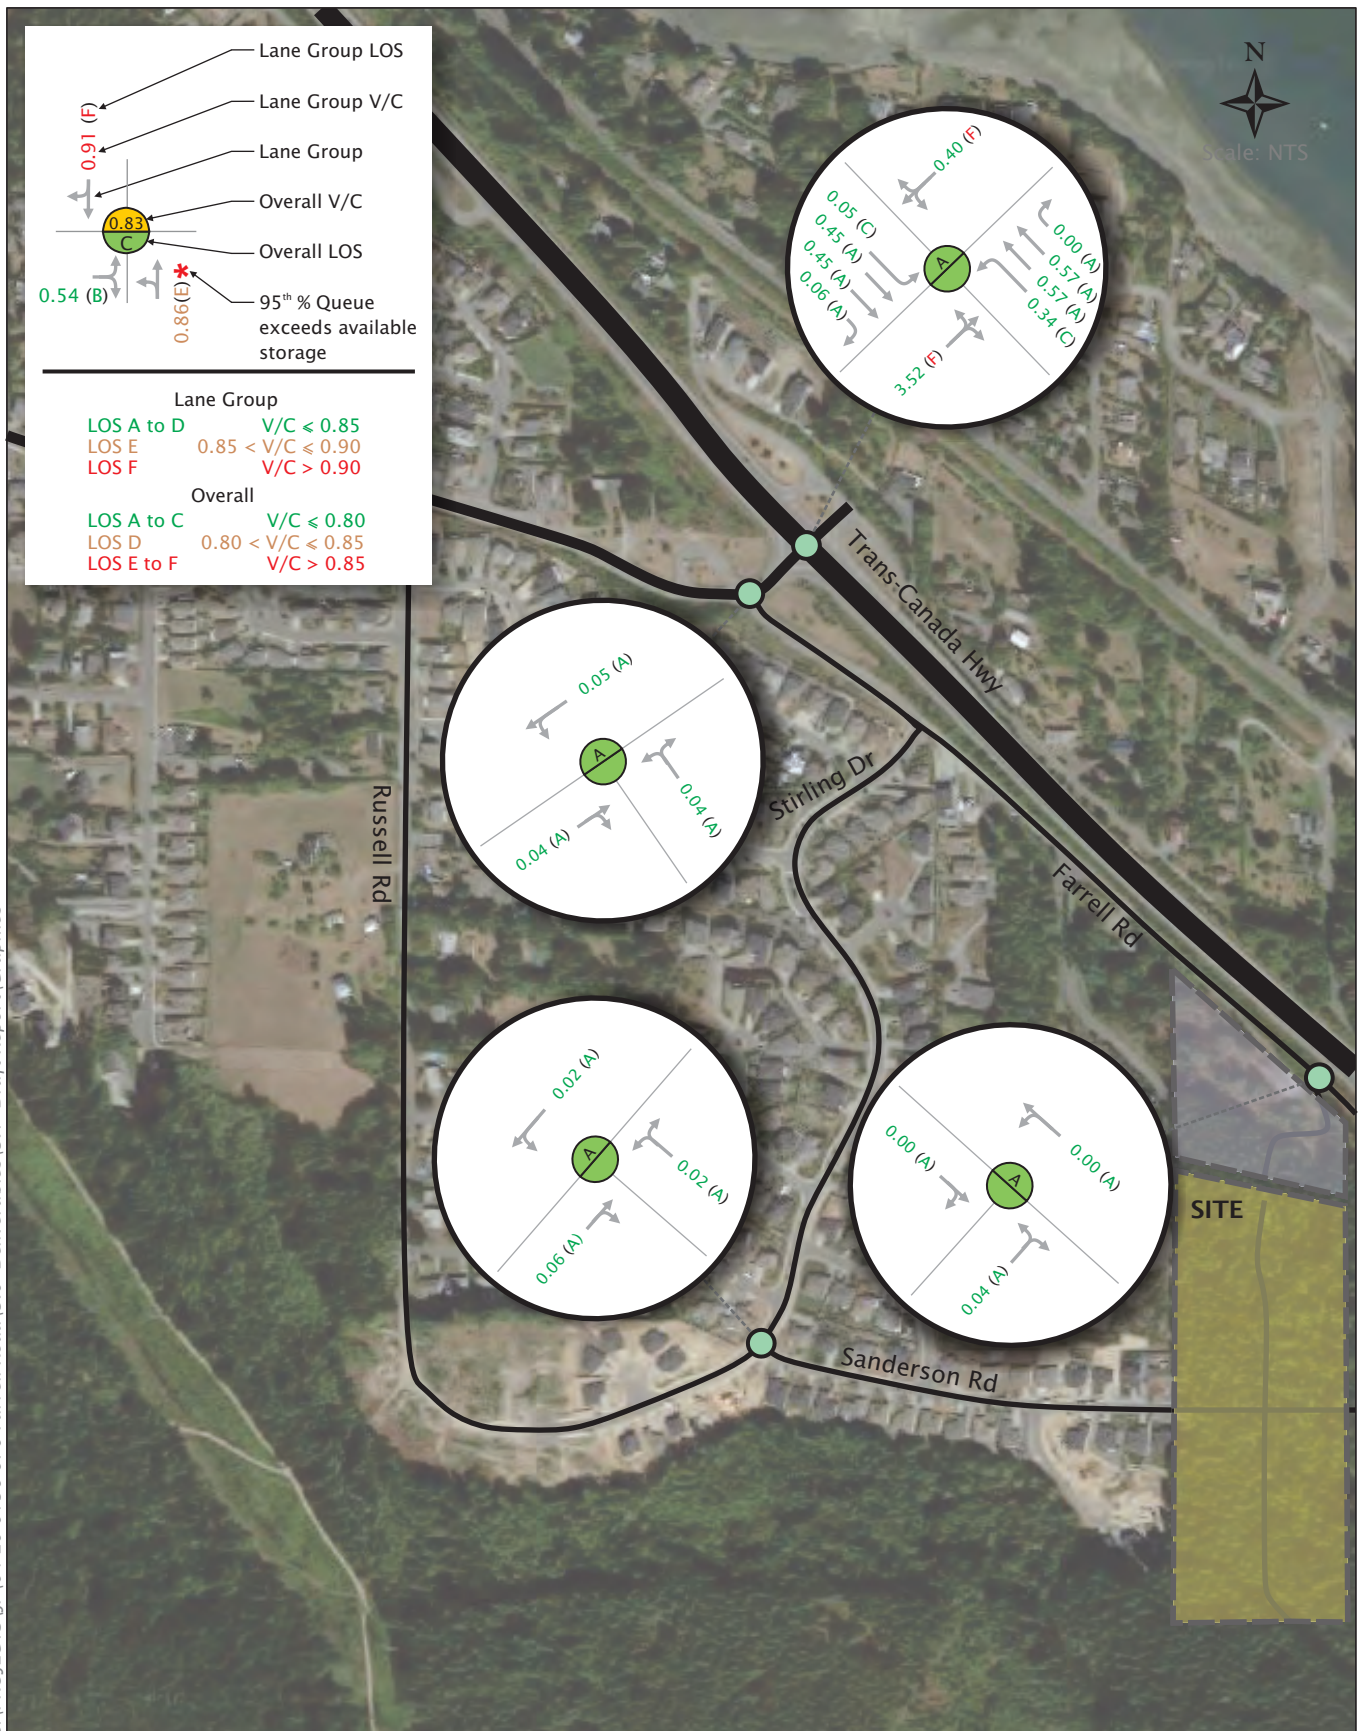 Lane Group LOS
Lane Group V/C
Lane Group
Overall V/C
Overall LOS
95th % Queue
exceeds available
storage
0.91 (F)
0.83
C
0.54 (B)
0.86(E)
*
Lane Group
LOS A to D V/C ⩽ 0.85
LOS E 0.85 < V/C ⩽ 0.90
LOS F V/C > 0.90
Overall
LOS A to C V/C ⩽ 0.80
LOS D 0.80 < V/C ⩽ 0.85
LOS E to F V/C > 0.85
N
Scale: NTS
0.40 (F)
0.05 (C)
0.45 (A)
0.45 (A)
0.06 (A)
A
0.00 (A)
0.57 (A)
0.57 (A)
0.34 (C)
3.52 (F)
Trans-Canada Hwy
0.05 (A)
A
0.04 (A)
0.04 (A)
Stirling Dr
Russell Rd
Farrell Rd
0.02 (A)
A
0.02 (A)
0.06 (A)
0.00 (A)
0.00 (A)
A
0.04 (A)
SITE
Sanderson Rd